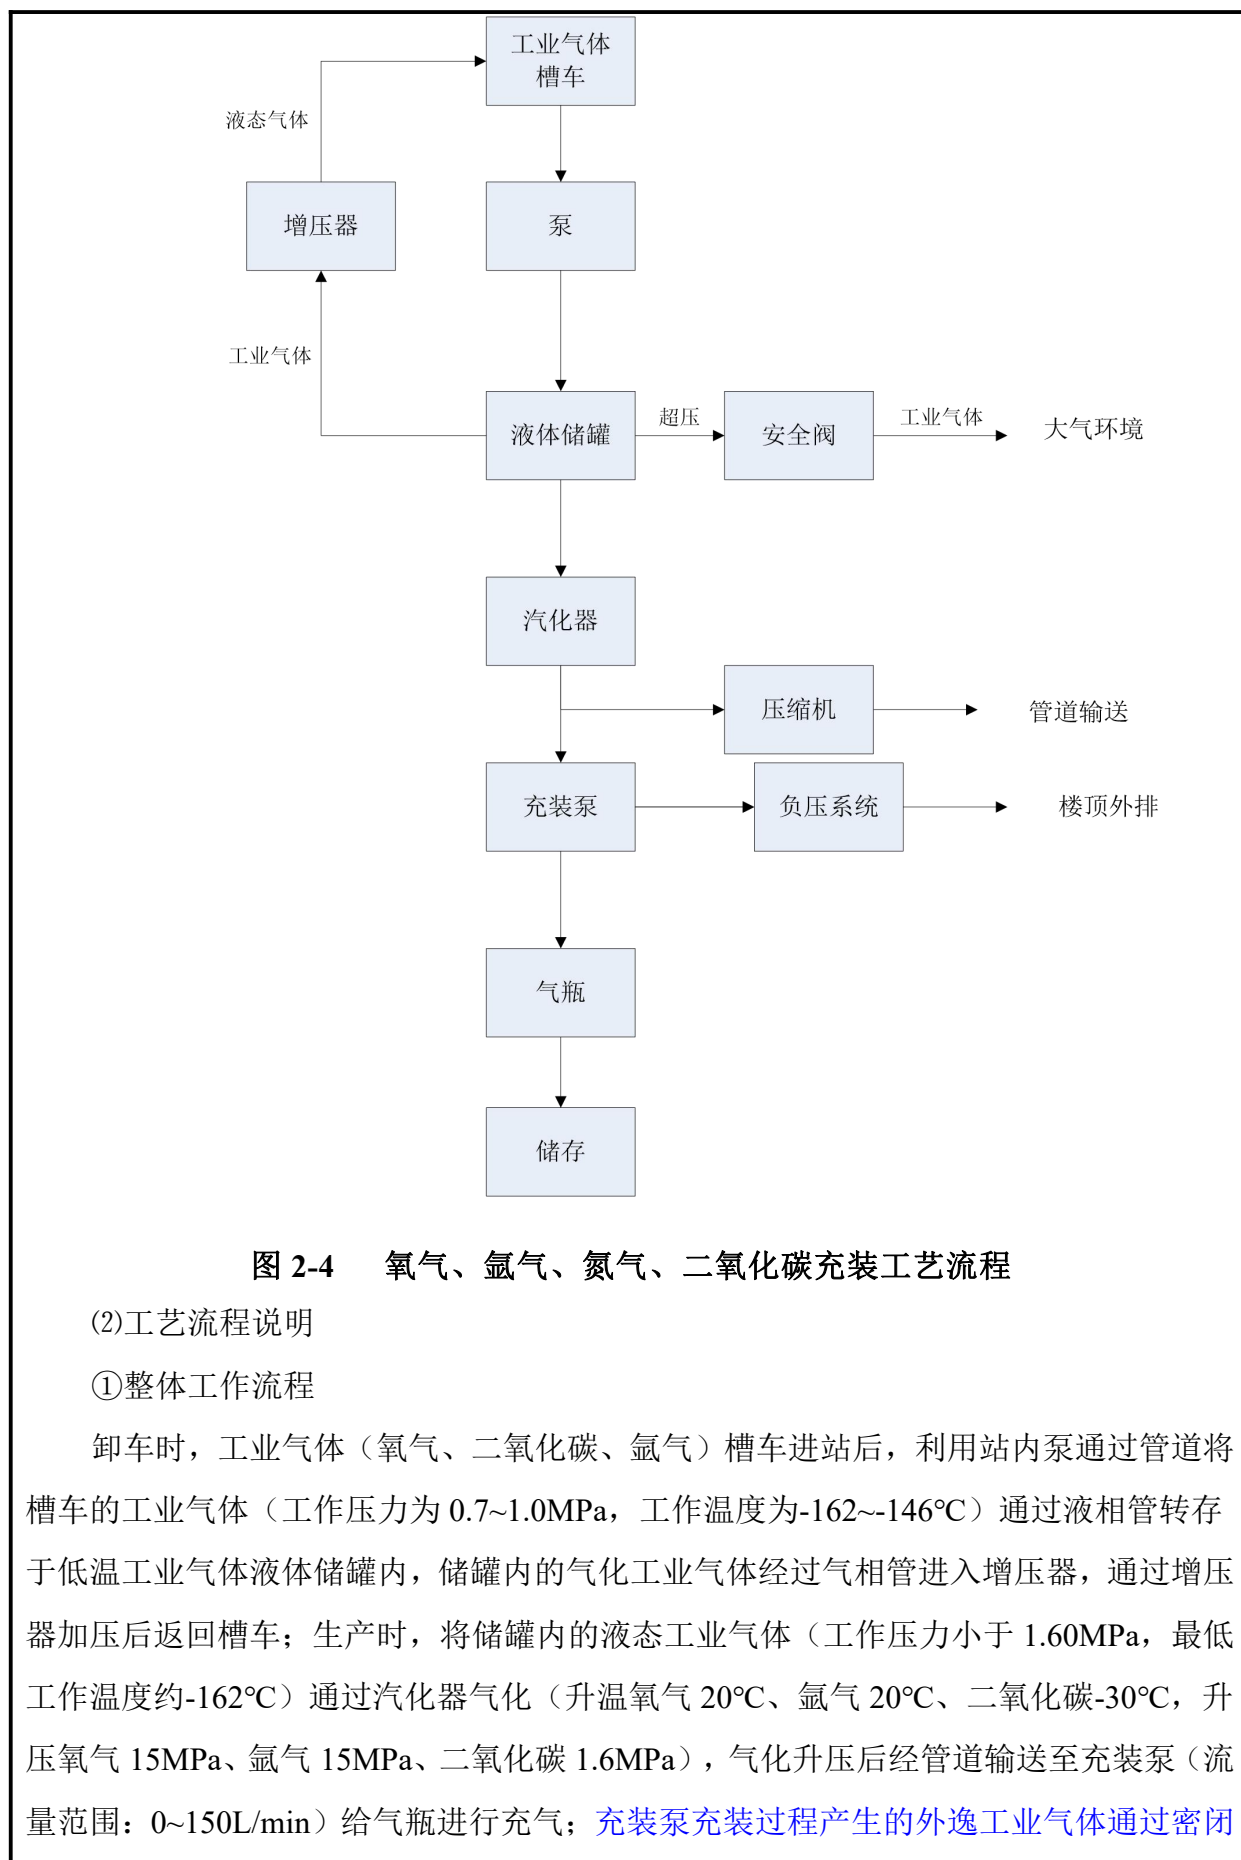 工业气体
槽车
液态气体
增压器
泵
工业气体
液体储罐
超压
安全阀
工业气体
大气环境
汽化器
压缩机
管道输送
充装泵
负压系统
楼顶外排
气瓶
储存
图 2-4 氧气、氩气、氮气、二氧化碳充装工艺流程
⑵工艺流程说明
①整体工作流程
卸车时，工业气体（氧气、二氧化碳、氩气）槽车进站后，利用站内泵通过管道将
槽车的工业气体（工作压力为 0.7~1.0MPa，工作温度为-162~-146℃）通过液相管转存
于低温工业气体液体储罐内，储罐内的气化工业气体经过气相管进入增压器，通过增压
器加压后返回槽车；生产时，将储罐内的液态工业气体（工作压力小于 1.60MPa，最低
工作温度约-162℃）通过汽化器气化（升温氧气 20℃、氩气 20℃、二氧化碳-30℃，升
压氧气 15MPa、氩气 15MPa、二氧化碳 1.6MPa），气化升压后经管道输送至充装泵（流
量范围：0~150L/min）给气瓶进行充气；充装泵充装过程产生的外逸工业气体通过密闭